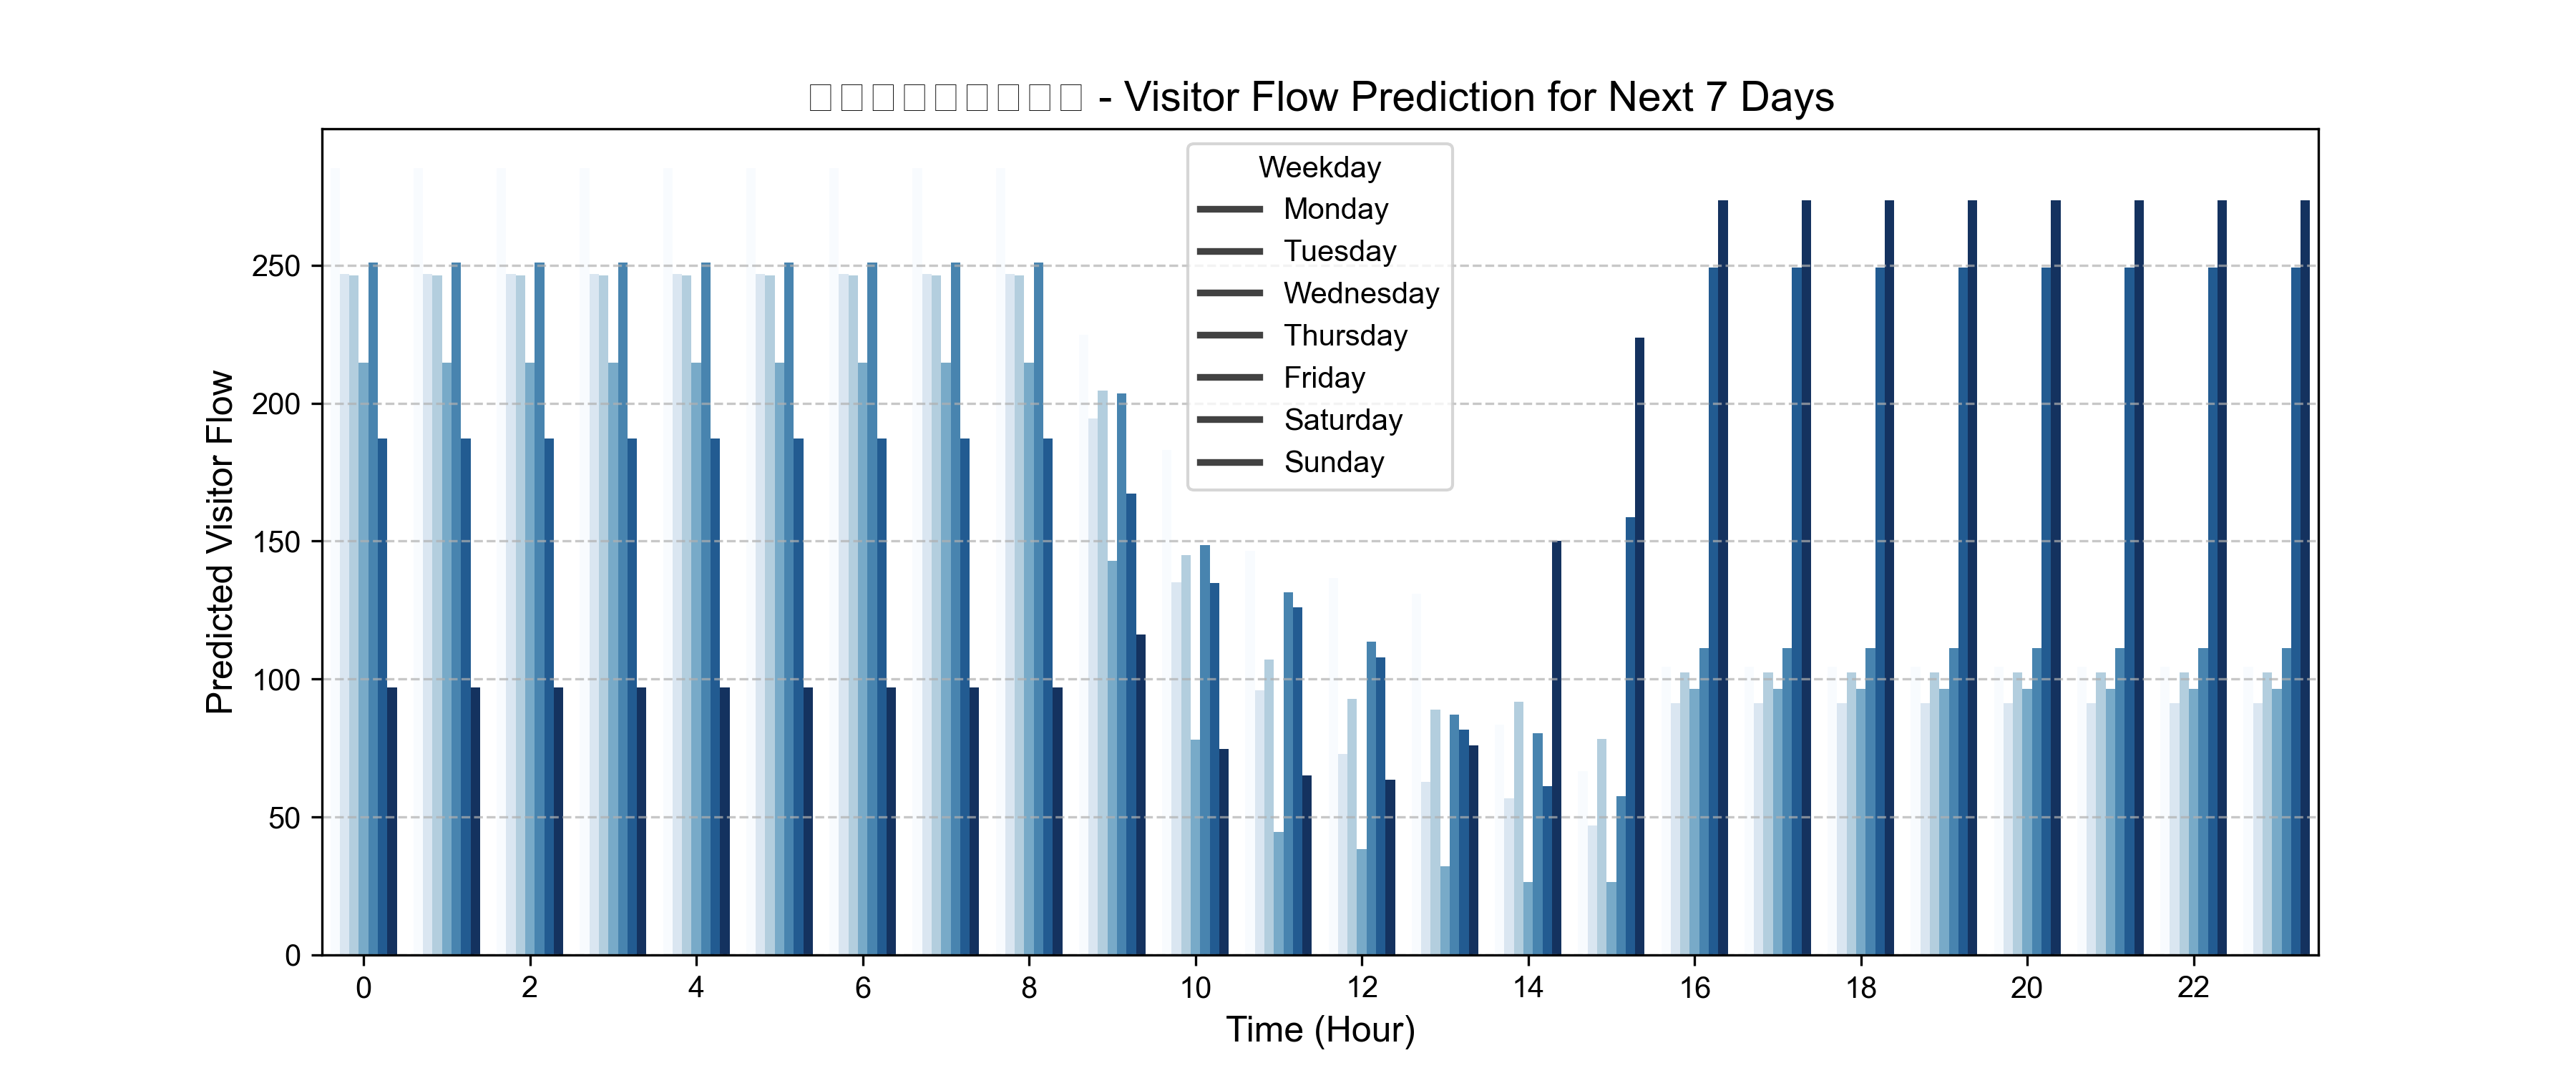 - Visitor Flow Prediction for Next 7 Days
Weekday
Monday
Tuesday
Wednesday
Thursday
Friday
Saturday
Sunday
Predicted Visitor Flow
250
200
150
100
50
0
0 2 4 6 8 10 12 14 16 18 20 22
Time (Hour)